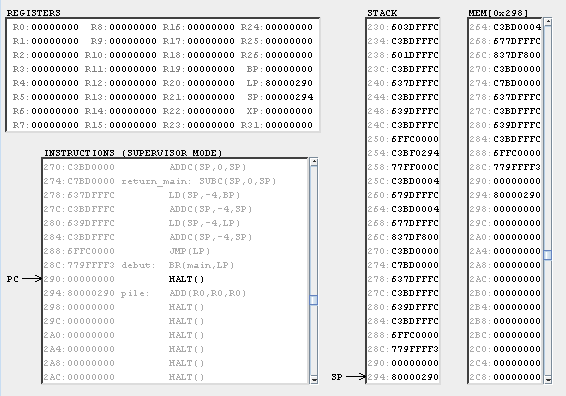 REGISTERS
R0:00000000 R8:00000000 R16:00000000 R24:00000000
R1:00000000 R9:00000000 R17:00000000 R25:00000000
R2:00000000 R10:00000000 R18:00000000 R26:00000000
R3:00000000 R11:00000000 R19:00000000 BP:00000000
R4:00000000 R12:00000000 R20:00000000 LP:80000290
R5:00000000 R13:00000000 R21:00000000 SP:00000294
R6:00000000 R14:00000000 R22:00000000 XP:00000000
R7:00000000 R15:00000000 R23:00000000 R31:00000000
INSTRUCTIONS (SUPERVISOR MODE)
270:C3BD0000 ADDC(SP,0,SP)
274:C7BD0000 return_main: SUBC(SP,0,SP)
278:637DFFFC LD(SP,-4,BP)
27C:C3BDFFFC ADDC(SP,-4,SP)
280:639DFFFC LD(SP,-4,LP)
284:C3BDFFFC ADDC(SP,-4,SP)
288:6FFC0000 JMP(LP)
28C:779FFFF3 debut: BR(main,LP)
PC 290:00000000 HALT()
294:80000290 pile: ADD(R0,R0,R0)
298:00000000 HALT()
29C:00000000 HALT()
2A0:00000000 HALT()
2A4:00000000 HALT()
2A8:00000000 HALT()
2AC:00000000 HALT()
STACK
230:603DFFFC
234:C3BDFFFC
238:601DFFFC
23C:C3BDFFFC
240:637DFFFC
244:C3BDFFFC
248:639DFFFC
24C:C3BDFFFC
250:6FFC0000
254:C3BF0294
258:77FF000C
25C:C3BD0004
260:679DFFFC
264:C3BD0004
268:677DFFFC
26C:837DF800
270:C3BD0000
274:C7BD0000
278:637DFFFC
27C:C3BDFFFC
280:639DFFFC
284:C3BDFFFC
288:6FFC0000
28C:779FFFF3
290:00000000
SP 294:80000290
MEM[0x298]
264:C3BD0004
268:677DFFFC
26C:837DF800
270:C3BD0000
274:C7BD0000
278:637DFFFC
27C:C3BDFFFC
280:639DFFFC
284:C3BDFFFC
288:6FFC0000
28C:779FFFF3
290:00000000
294:80000290
298:00000000
29C:00000000
2A0:00000000
2A4:00000000
2A8:00000000
2AC:00000000
2B0:00000000
2B4:00000000
2B8:00000000
2BC:00000000
2C0:00000000
2C4:00000000
2C8:00000000